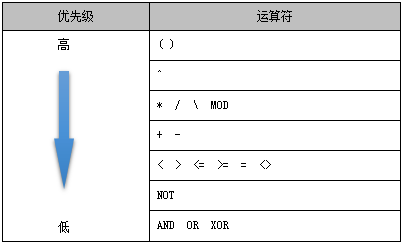 优先级 运算符
高 ( )
^
* / \ MOD
+ -
< > <= >= = <>
NOT
低 AND OR XOR